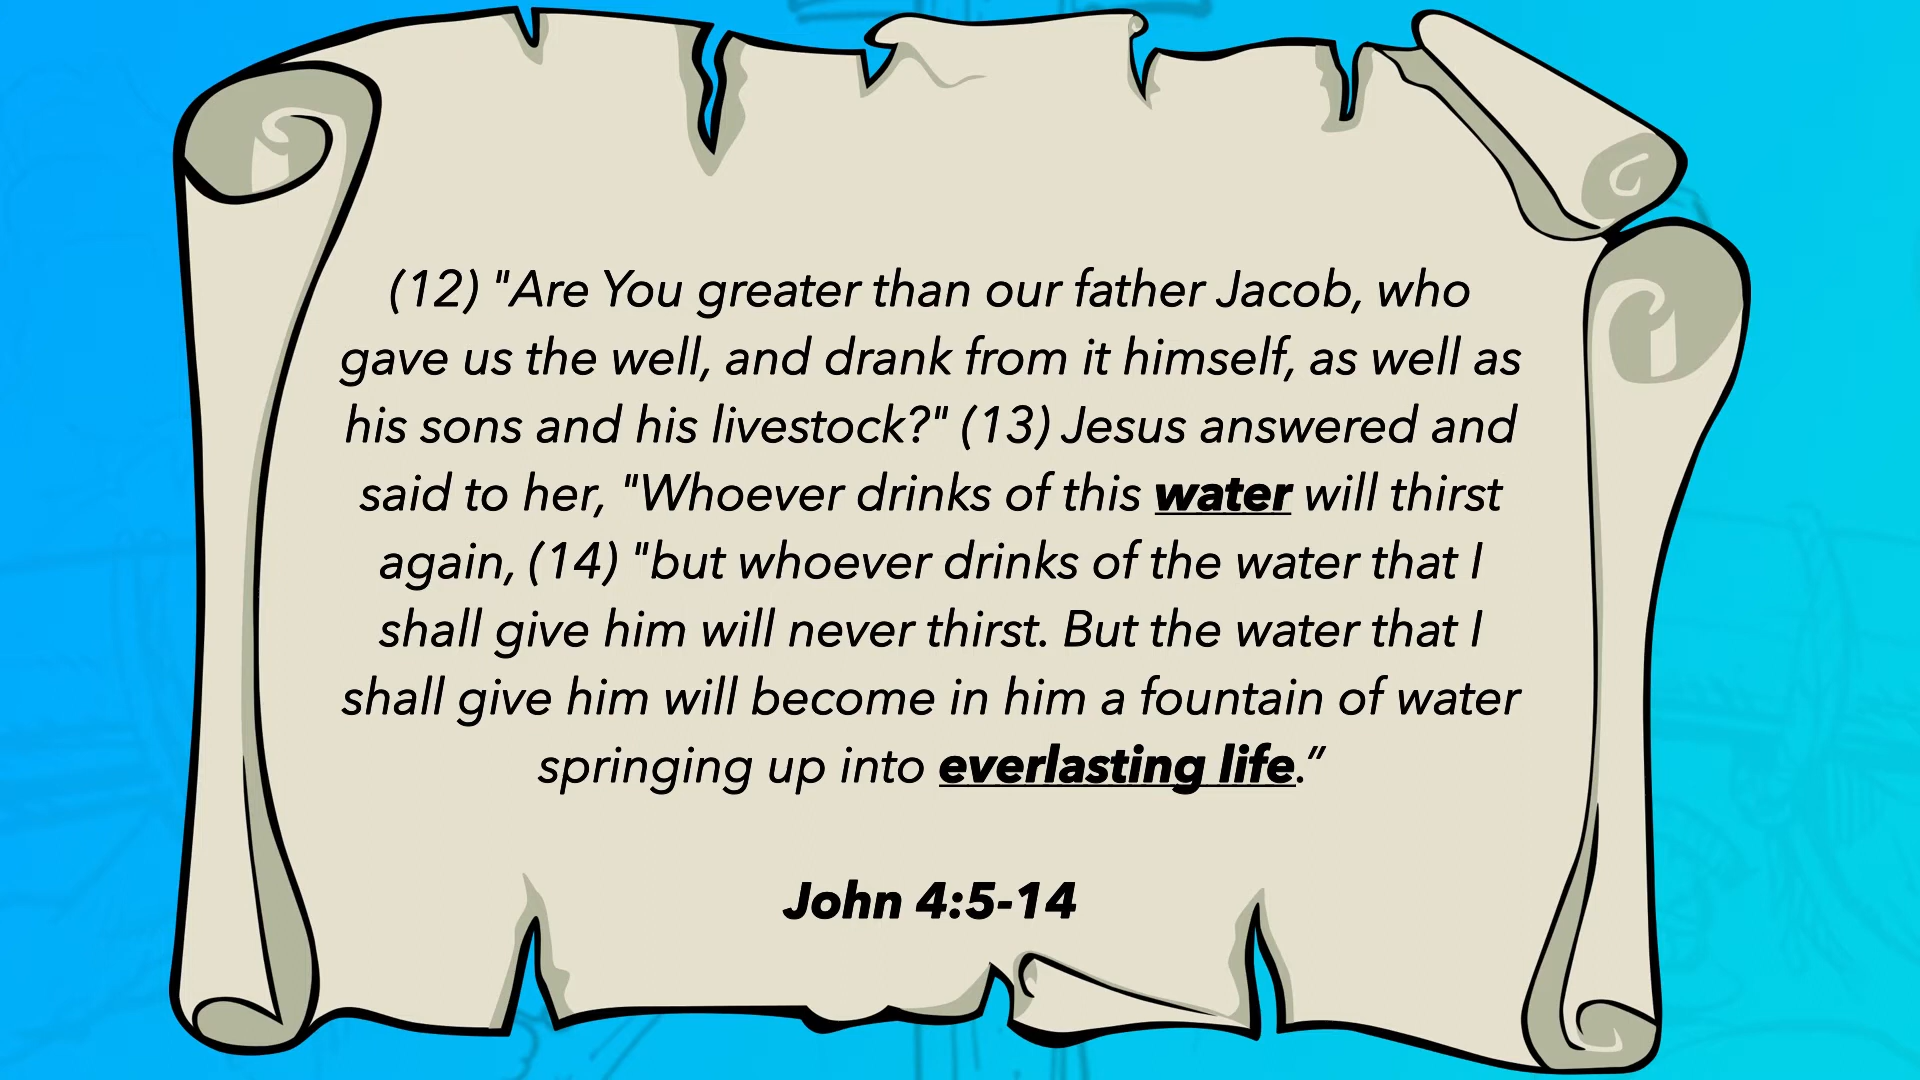 (12) "Are You greater than our father Jacob, who
gave us the well, and drank from it himself, as well as
his sons and his livestock?" (13) Jesus answered and
said to her, "Whoever drinks of this water will thirst
again, (14) "but whoever drinks of the water that I
shall give him will never thirst. But the water that I
shall give him will become in him a fountain of water
springing up into everlasting life.”
John 4:5-14